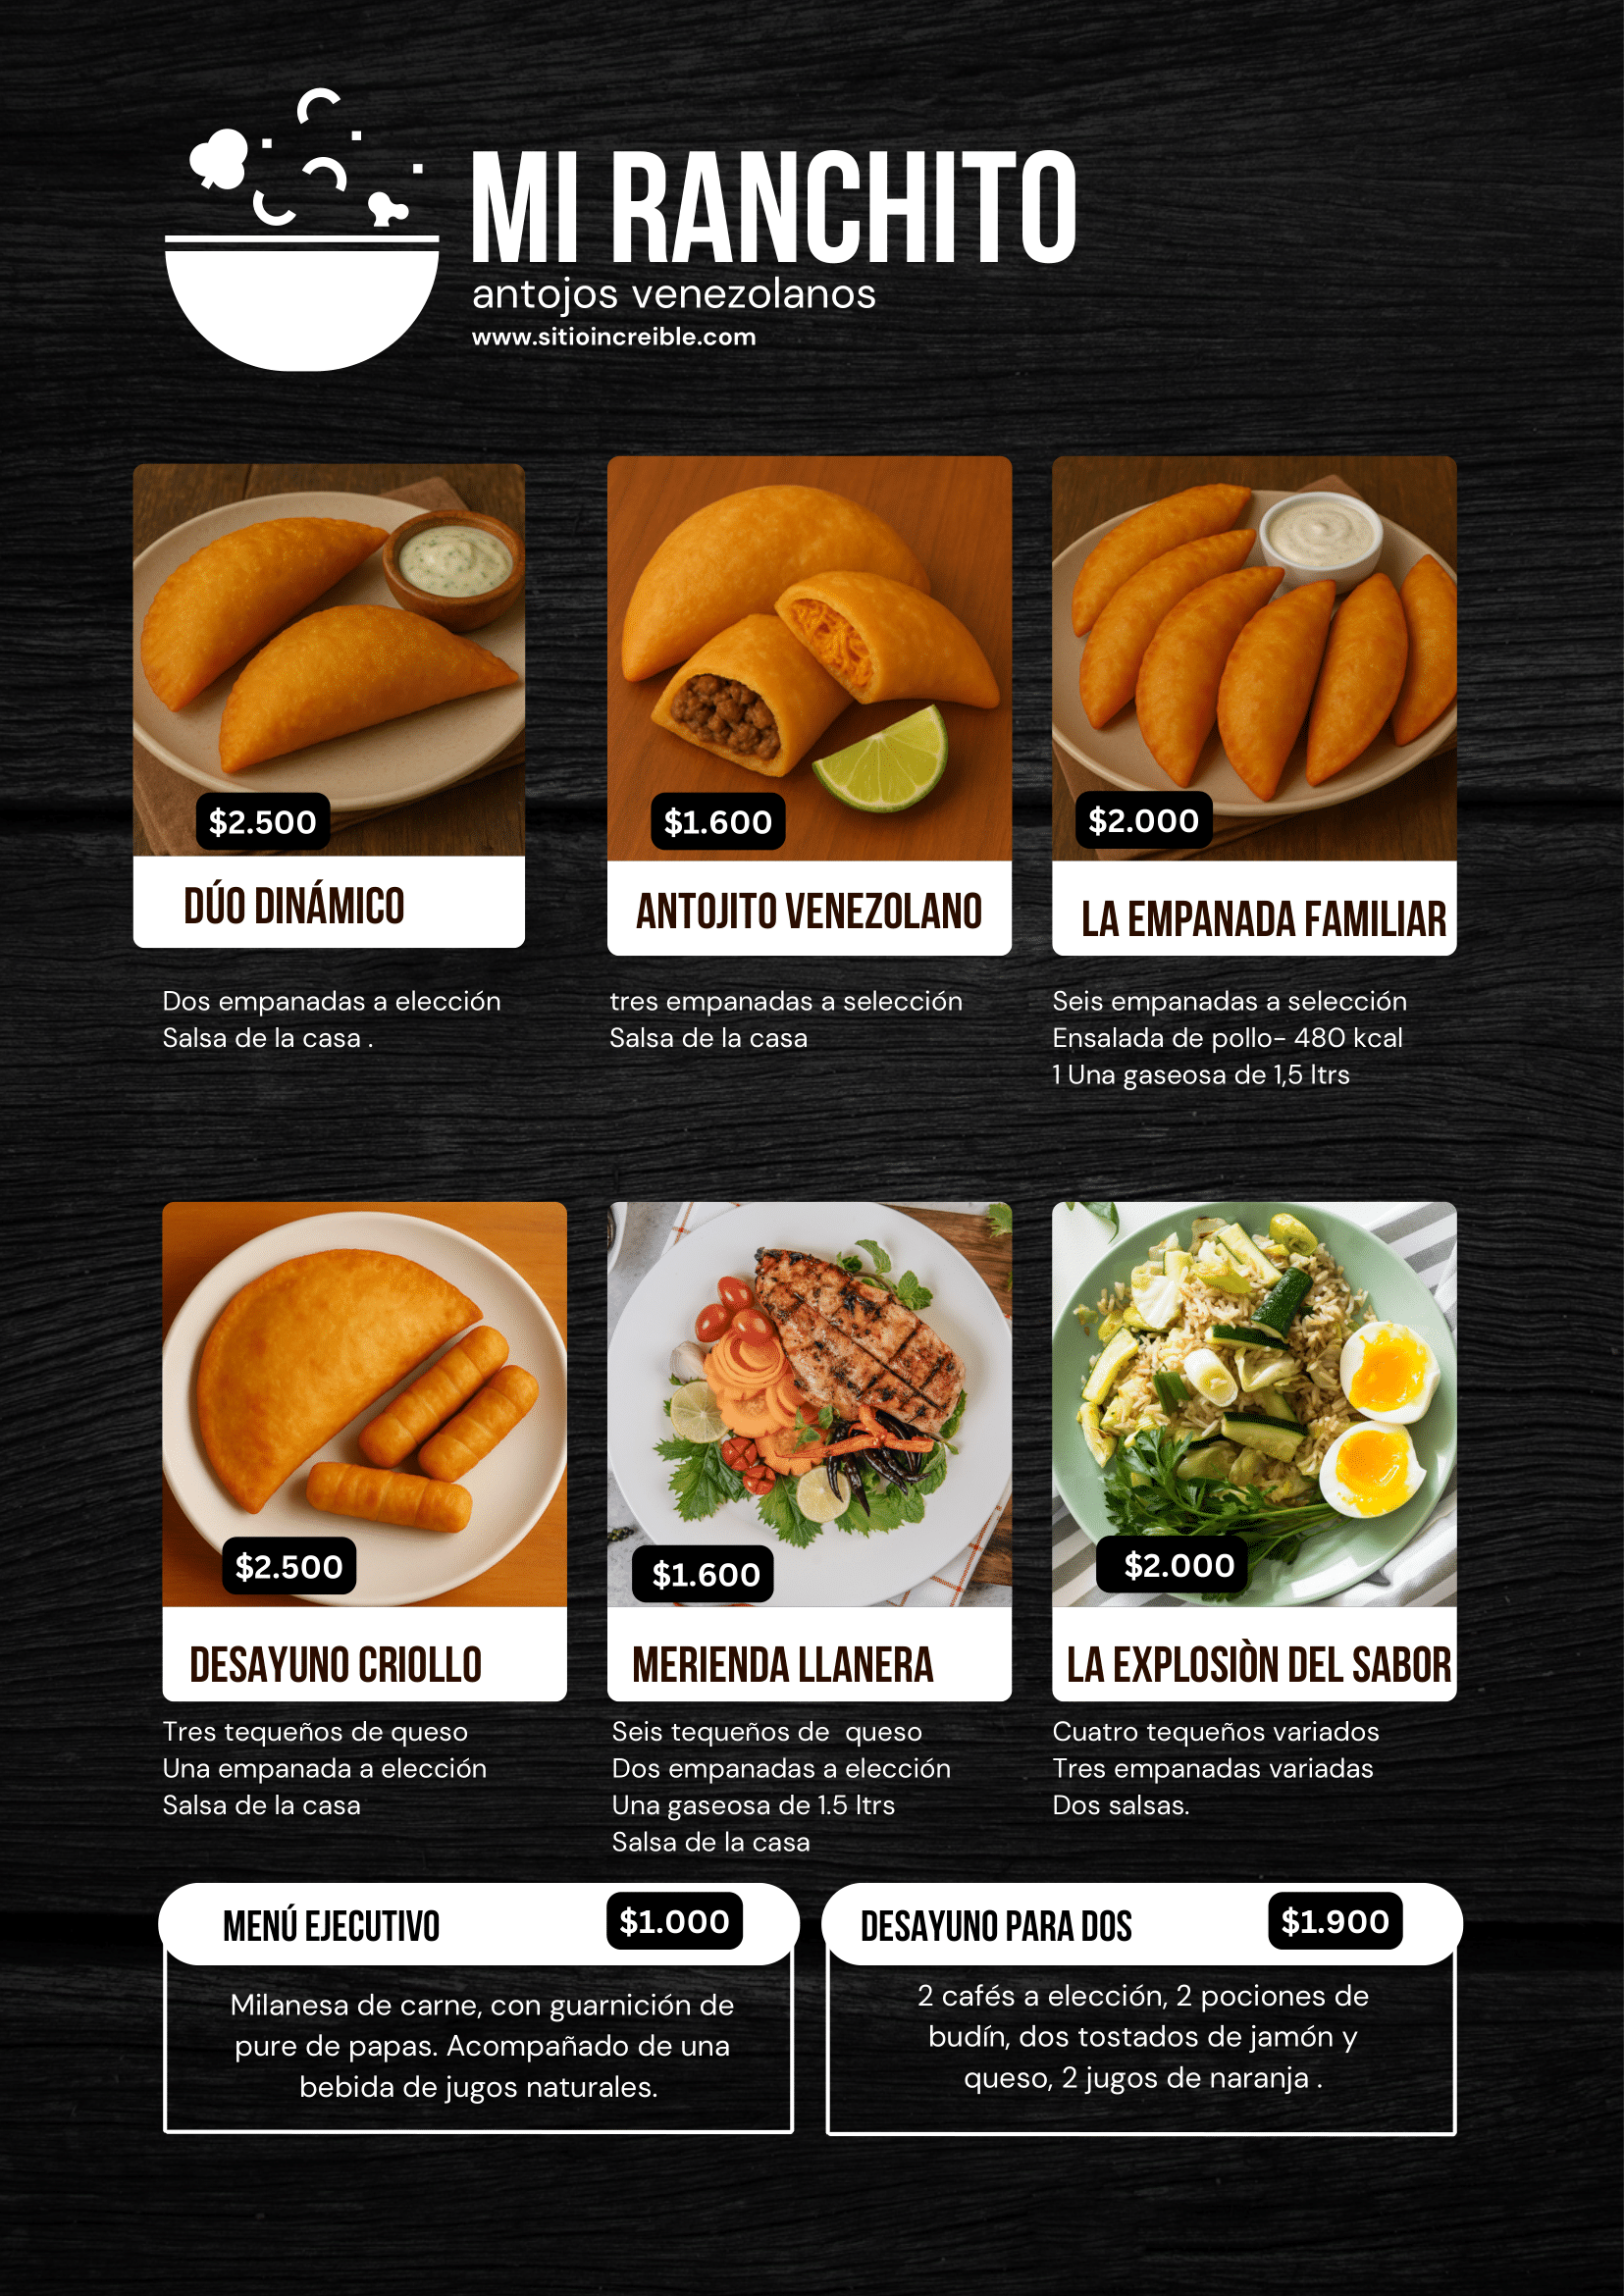 MI RANCHITO
antojos venezolanos
www.sitioincreible.com
$2.500
DÚO DINÁMICO
Dos empanadas a elección
Salsa de la casa .
$1.600
ANTOJITO VENEZOLANO
tres empanadas a selección
Salsa de la casa
$2.000
LA EMPANADA FAMILIAR
Seis empanadas a selección
Ensalada de pollo- 480 kcal
1 Una gaseosa de 1,5 ltrs
$2.500
DESAYUNO CRIOLLO
Tres tequeños de queso
Una empanada a elección
Salsa de la casa
$1.600
MERIENDA LLANERA
Seis tequeños de  queso
Dos empanadas a elección
Una gaseosa de 1.5 ltrs
Salsa de la casa
$2.000
LA EXPLOSIÒN DEL SABOR
Cuatro tequeños variados
Tres empanadas variadas
Dos salsas.
MENÚ EJECUTIVO
$1.000
Milanesa de carne, con guarnición de
pure de papas. Acompañado de una
bebida de jugos naturales.
DESAYUNO PARA DOS
$1.900
2 cafés a elección, 2 pociones de
budín, dos tostados de jamón y
queso, 2 jugos de naranja .